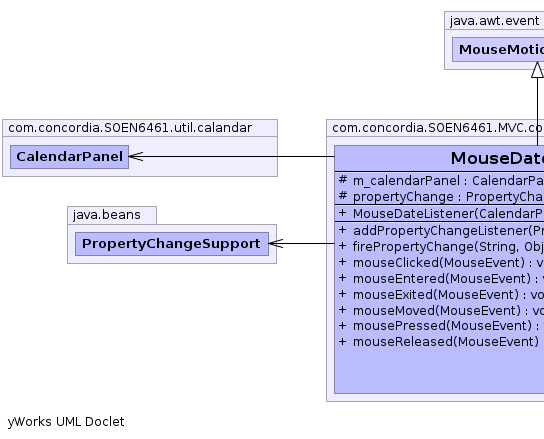 java.awt.event
MouseMotio
com.concordia.SOEN6461.util.calandar
CalendarPanel
com.concordia.SOEN6461.MVC.co
MouseDate
# m_calendarPanel : CalendarPa
# propertyChange : PropertyCha
+ MouseDateListener(CalendarP
java.beans
PropertyChangeSupport
+ addPropertyChangeListener(Pr
+ firePropertyChange(String, Obj
+ mouseClicked(MouseEvent) : v
+ mouseEntered(MouseEvent) : v
+ mouseExited(MouseEvent) : vo
+ mouseMoved(MouseEvent) : vo
+ mousePressed(MouseEvent) :
+ mouseReleased(MouseEvent)
yWorks UML Doclet